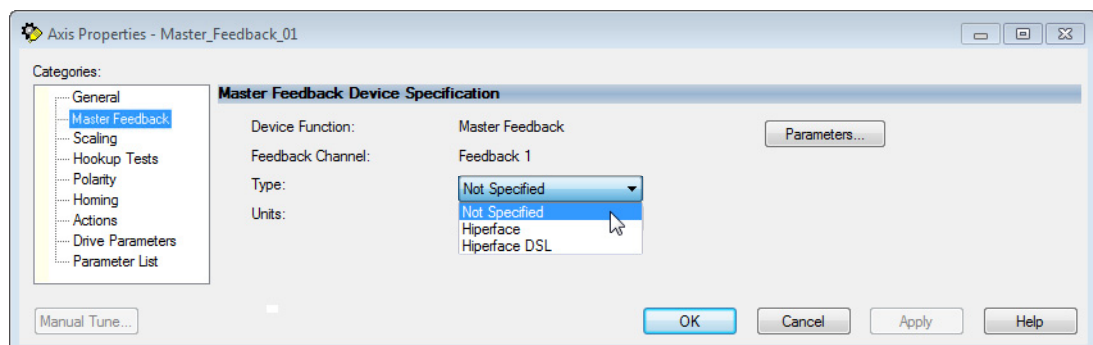 Axis Properties - Master_Feedback_01
Categories:
General
Master Feedback
Scaling
Hookup Tests
Polarity
Homing
Actions
Drive Parameters
Parameter List
Master Feedback Device Specification
Device Function: Master Feedback
Parameters...
Feedback Channel: Feedback 1
Type: Not Specified
Units:
Not Specified
Hiperface
Hiperface DSL
Manual Tune...
OK
Cancel
Apply
Help